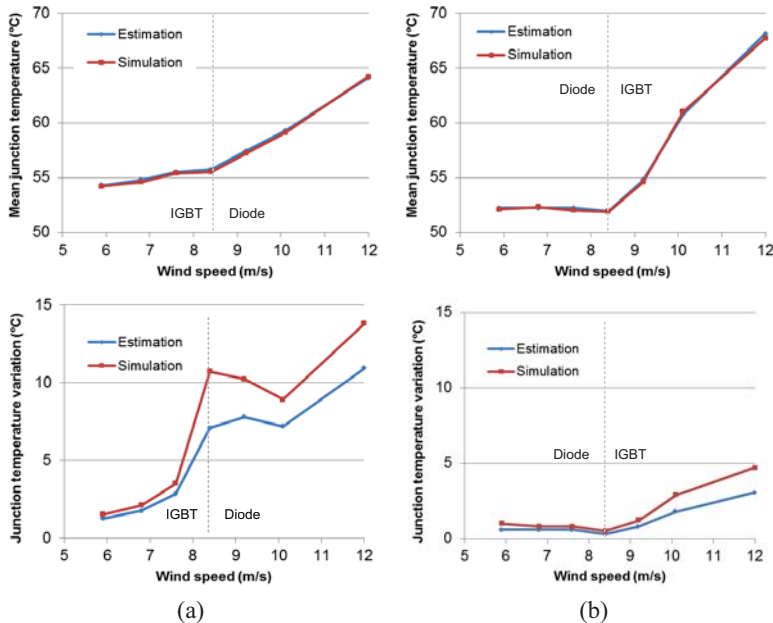 Mean junction temperature (°C)
70
65
60
55
50
Estimation
Simulation
IGBT Diode
5 6 7 8 9 10 11 12
Wind speed (m/s)
Mean junction temperature (°C)
70
65
60
55
50
Estimation
Simulation
Diode IGBT
5 6 7 8 9 10 11 12
Wind speed (m/s)
Junction temperature variation (°C)
15
10
5
0
Estimation
Simulation
IGBT Diode
5 6 7 8 9 10 11 12
Wind speed (m/s)
(a)
Junction temperature variation (°C)
15
10
5
0
Estimation
Simulation
Diode IGBT
5 6 7 8 9 10 11 12
Wind speed (m/s)
(b)